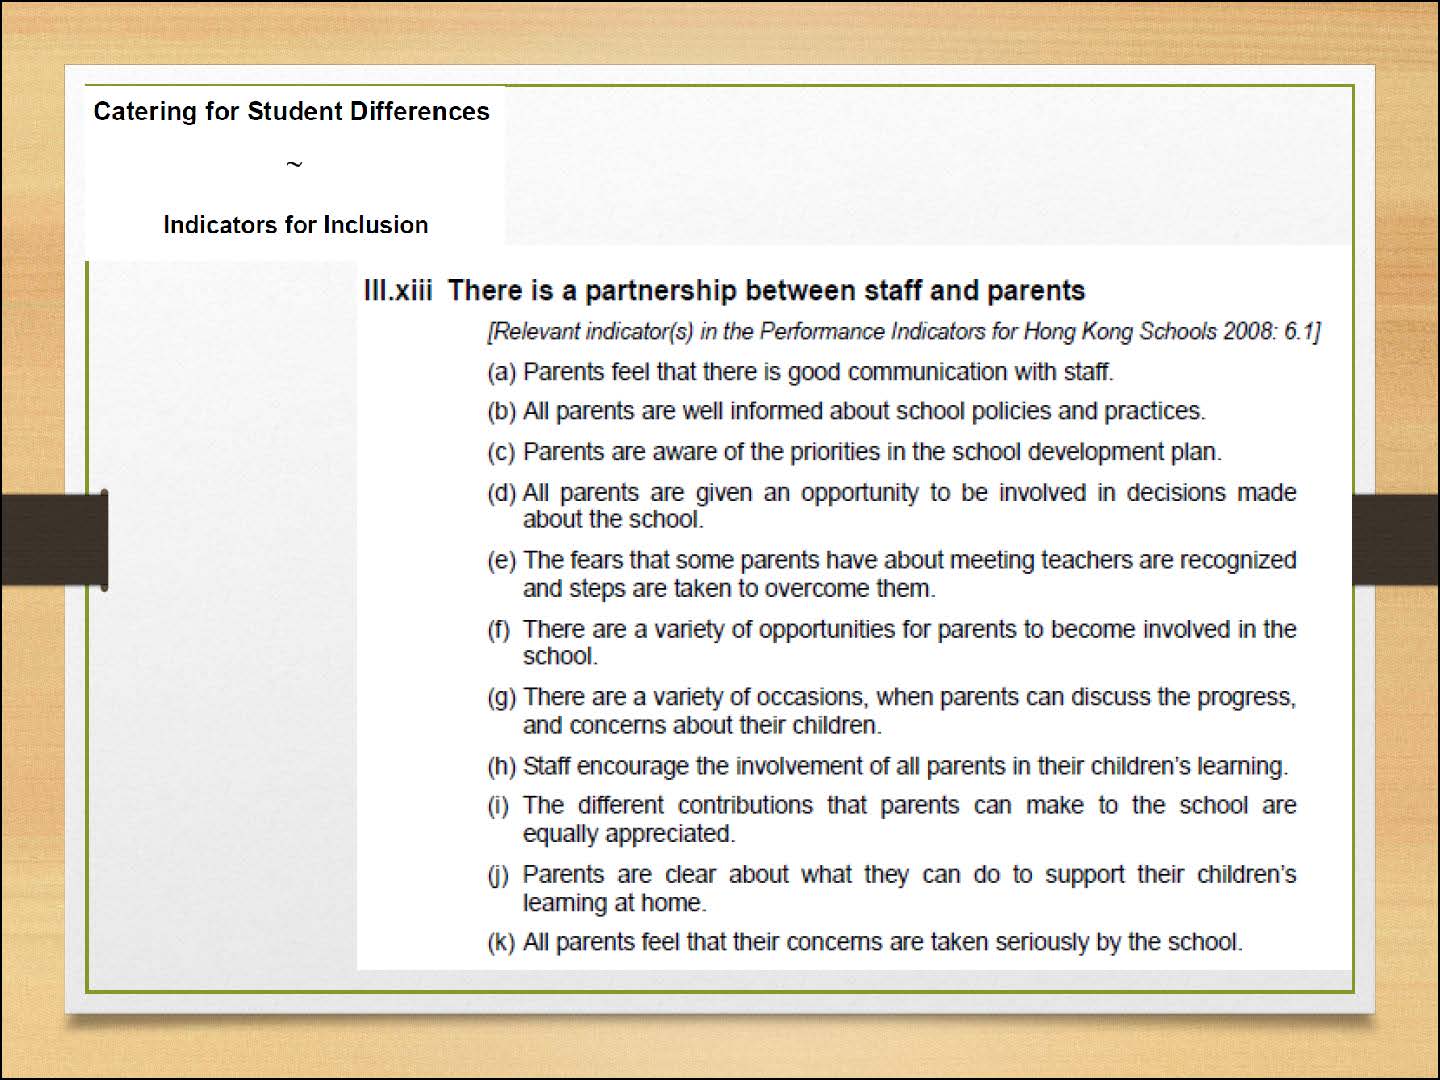 Catering for Student Differences
~
Indicators for Inclusion
III.xiii There is a partnership between staff and parents
[Relevant indicator(s) in the Performance Indicators for Hong Kong Schools 2008: 6.1]
(a) Parents feel that there is good communication with staff.
(b) All parents are well informed about school policies and practices.
(c) Parents are aware of the priorities in the school development plan.
(d) All parents are given an opportunity to be involved in decisions made
about the school.
(e) The fears that some parents have about meeting teachers are recognized
and steps are taken to overcome them.
(f) There are a variety of opportunities for parents to become involved in the
school.
(g) There are a variety of occasions, when parents can discuss the progress,
and concerns about their children.
(h) Staff encourage the involvement of all parents in their children's learning.
(i) The different contributions that parents can make to the school are
equally appreciated.
(j) Parents are clear about what they can do to support their children's
learning at home.
(k) All parents feel that their concerns are taken seriously by the school.